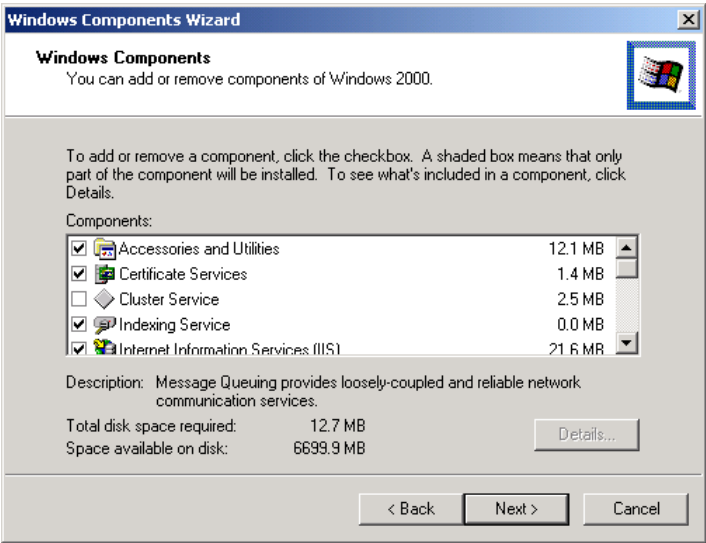 Windows Components Wizard
Windows Components
You can add or remove components of Windows 2000.
To add or remove a component, click the checkbox. A shaded box means that only
part of the component will be installed. To see what's included in a component, click
Details.
Components:
Accessories and Utilities 12.1 MB
Certificate Services 1.4 MB
Cluster Service 2.5 MB
Indexing Service 0.0 MB
Internet Information Services (IIS) 21.6 MB
Description: Message Queuing provides loosely-coupled and reliable network
communication services.
Total disk space required: 12.7 MB
Space available on disk: 6699.9 MB
Details...
< Back Next > Cancel